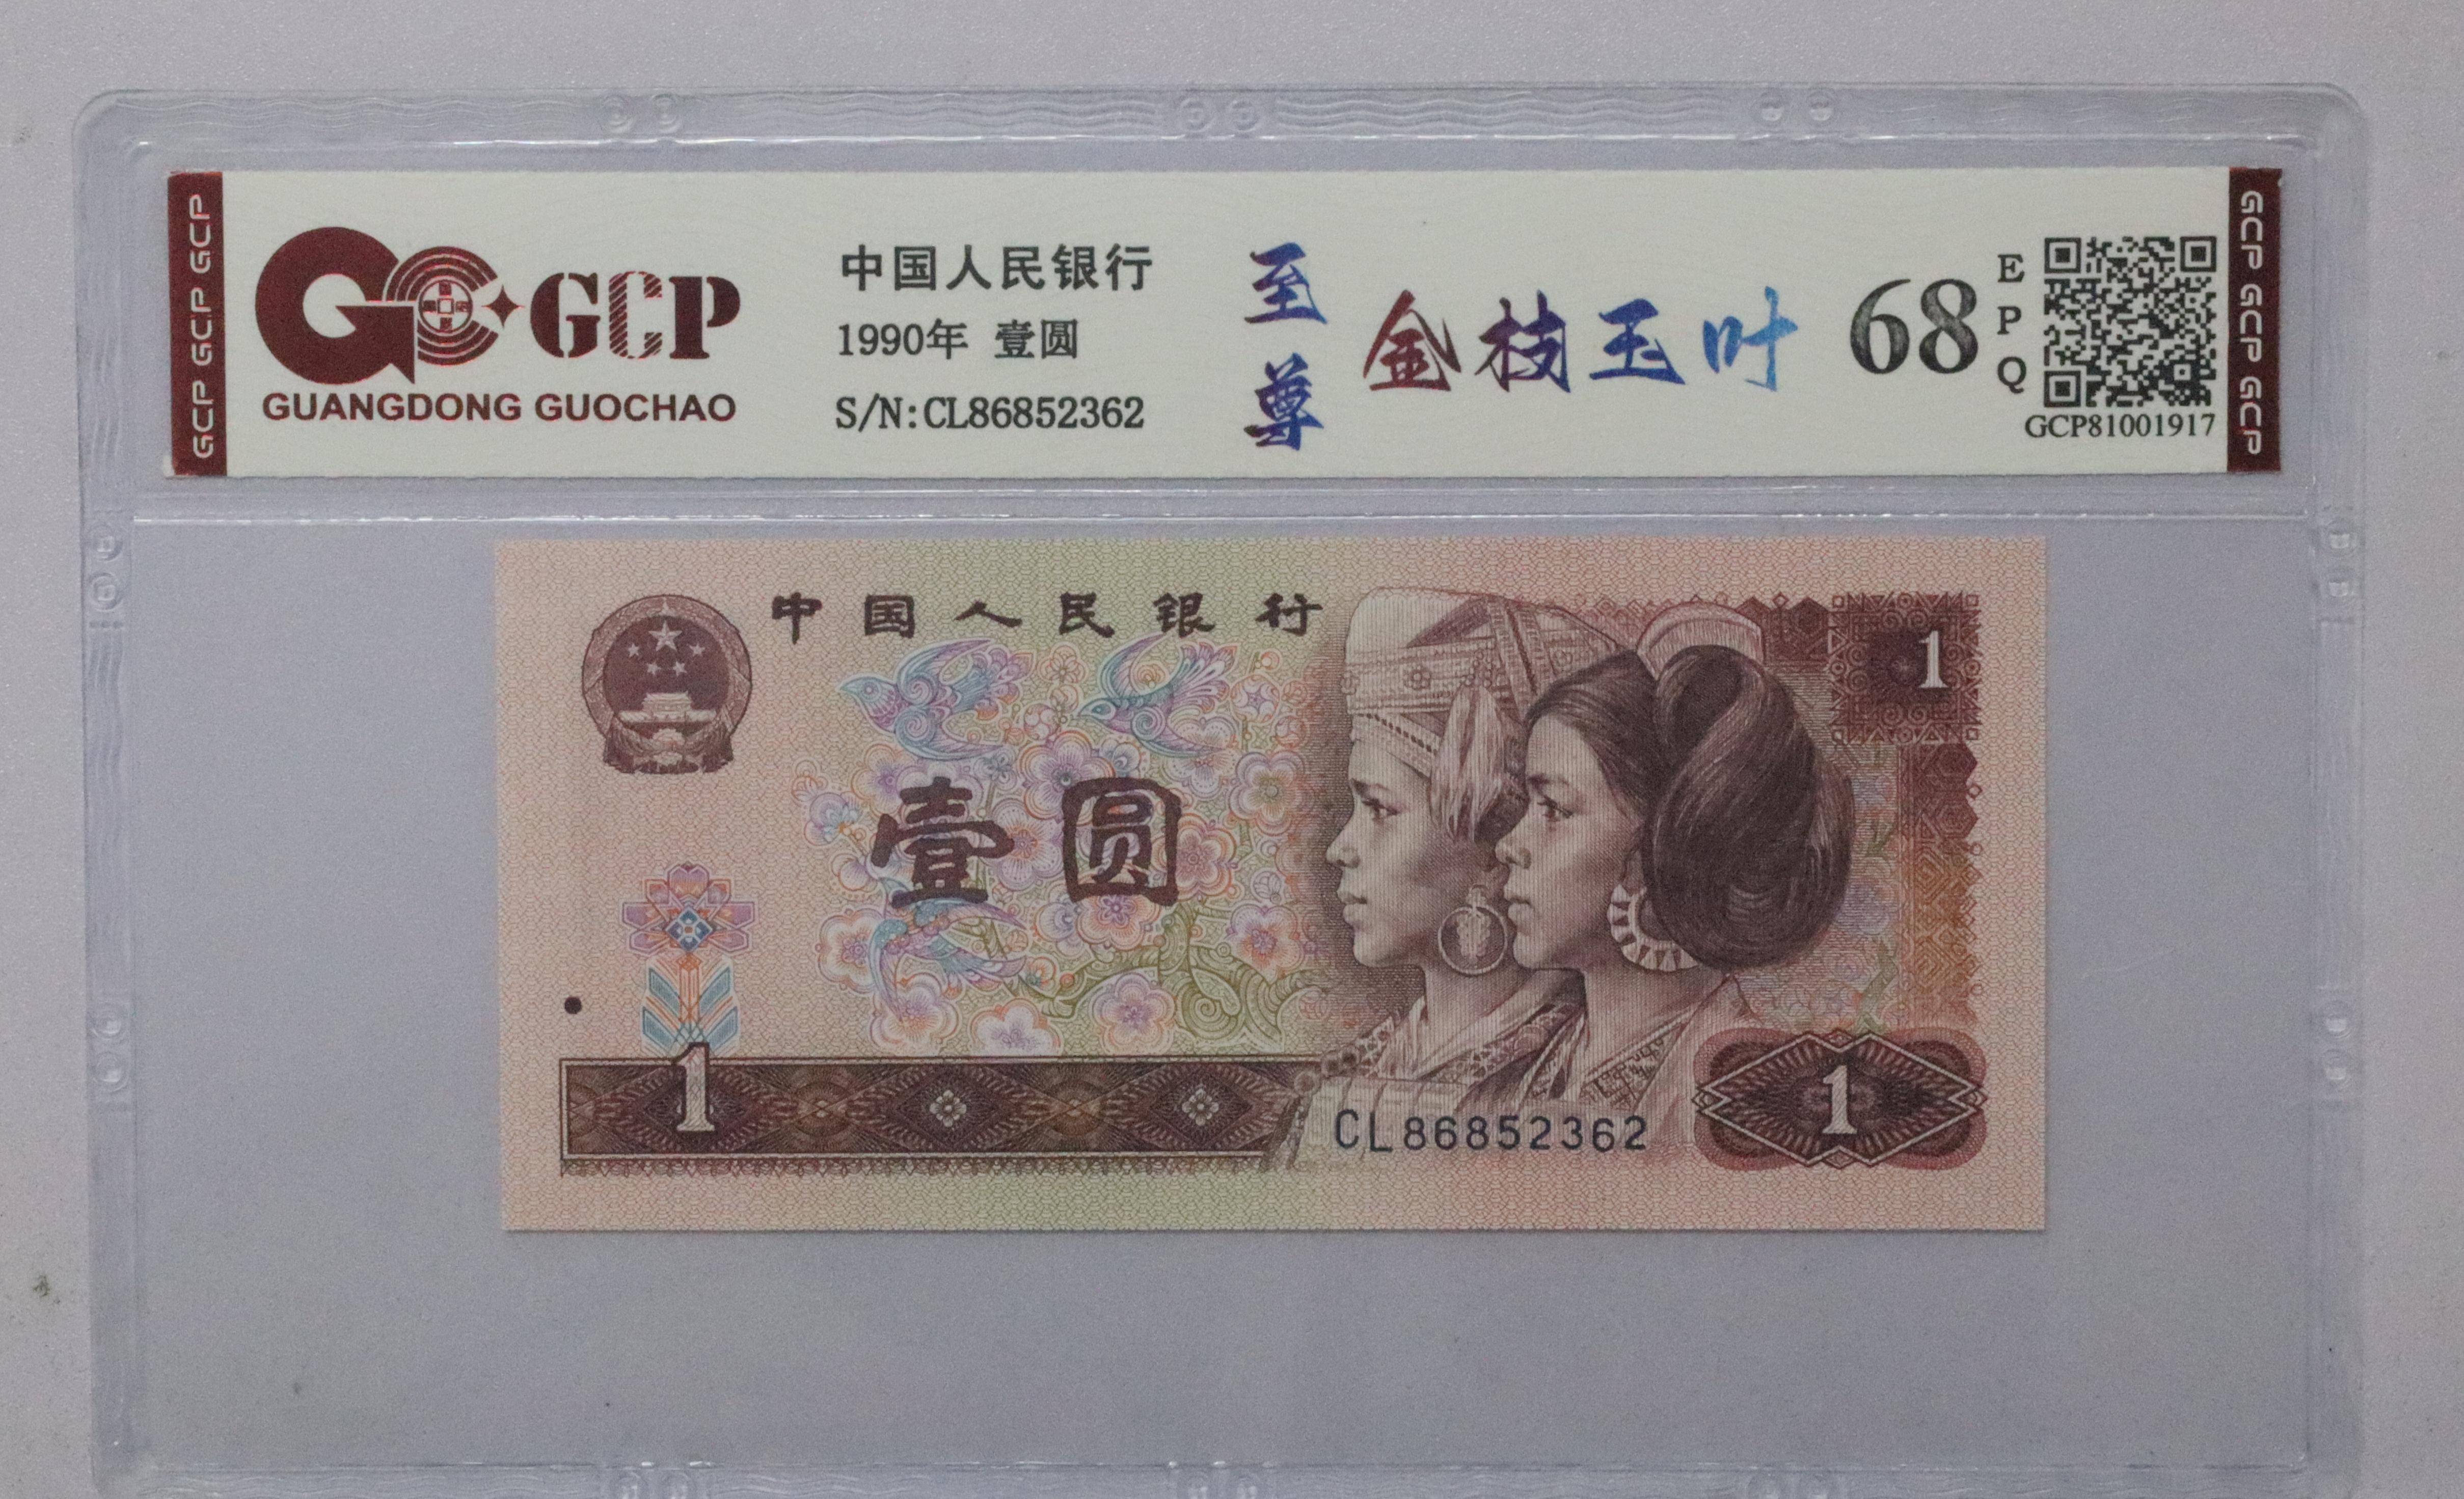 GCP GCP GCP
GCP
GUANGDONG GUOCHAO
中国人民银行
1990年 壹圆
S/N:CL86852362
至尊
金枝玉叶
68
EPQ
GCP81001917
GCP GCP GCP
中国人民银行
1
壹圆
1
CL86852362
1